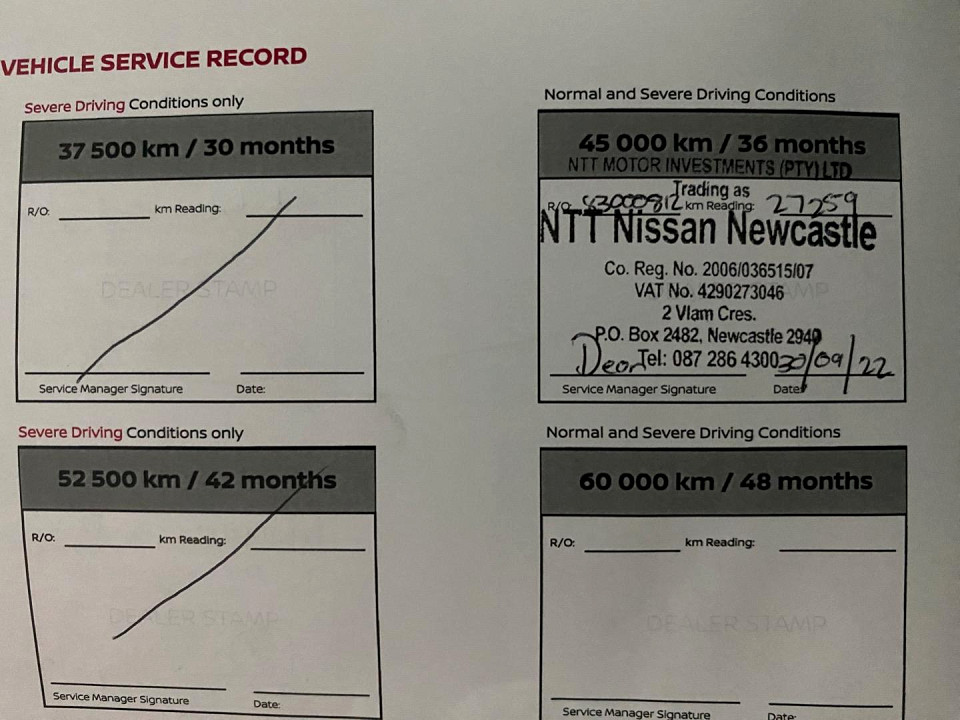 VEHICLE SERVICE RECORD
Severe Driving Conditions only
37 500 km / 30 months
R/O: km Reading:
DEALER STAMP
Service Manager Signature Date:
Normal and Severe Driving Conditions
45 000 km / 36 months
NTT MOTOR INVESTMENTS (PTY) LTD
Trading as
R/O: 83000812 km Reading: 27259
NTT Nissan Newcastle
Co. Reg. No. 2006/036515/07
VAT No. 4290273046
2 Vlam Cres.
P.O. Box 2482, Newcastle 2940
Deon Tel: 087 286 4300 30/09/22
Service Manager Signature Date:
Severe Driving Conditions only
52 500 km / 42 months
R/O: km Reading:
DEALER STAMP
Service Manager Signature Date:
Normal and Severe Driving Conditions
60 000 km / 48 months
R/O: km Reading:
DEALER STAMP
Service Manager Signature Date: